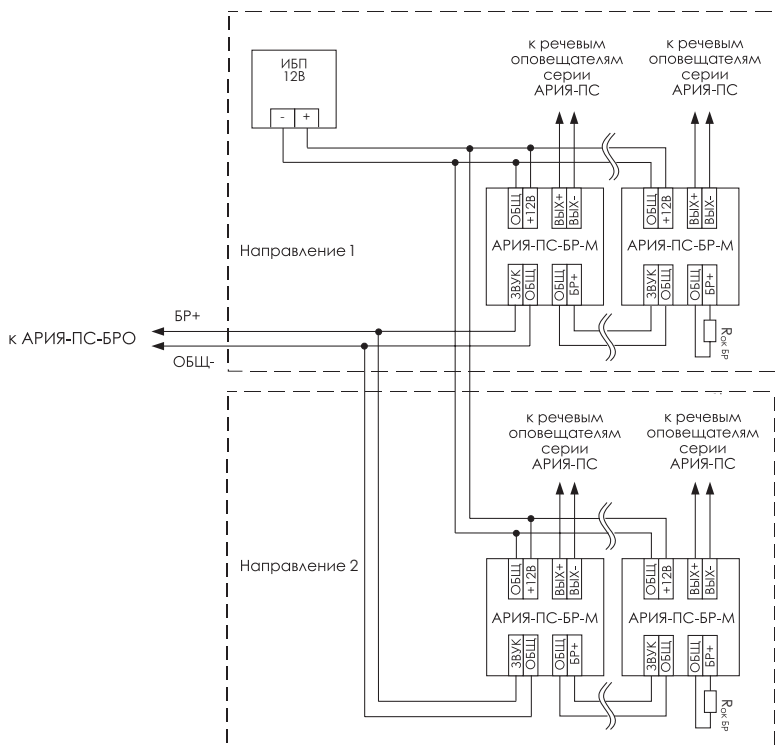 к речевым
оповещателям
серии
АРИЯ-ПС
к речевым
оповещателям
серии
АРИЯ-ПС
ИБП
12В
- +
ОБЩ
+12В
ВЫХ+
ВЫХ-
ОБЩ
+12В
ВЫХ+
ВЫХ-
АРИЯ-ПС-БР-М
АРИЯ-ПС-БР-М
Направление 1
ЗВУК
ОБЩ
ОБЩ
БР+
ЗВУК
ОБЩ
ОБЩ
БР+
Rок БР
БР+
к АРИЯ-ПС-БРО
ОБЩ-
к речевым
оповещателям
серии
АРИЯ-ПС
к речевым
оповещателям
серии
АРИЯ-ПС
Направление 2
ОБЩ
+12В
ВЫХ+
ВЫХ-
ОБЩ
+12В
ВЫХ+
ВЫХ-
АРИЯ-ПС-БР-М
АРИЯ-ПС-БР-М
ЗВУК
ОБЩ
ОБЩ
БР+
ЗВУК
ОБЩ
ОБЩ
БР+
Rок БР